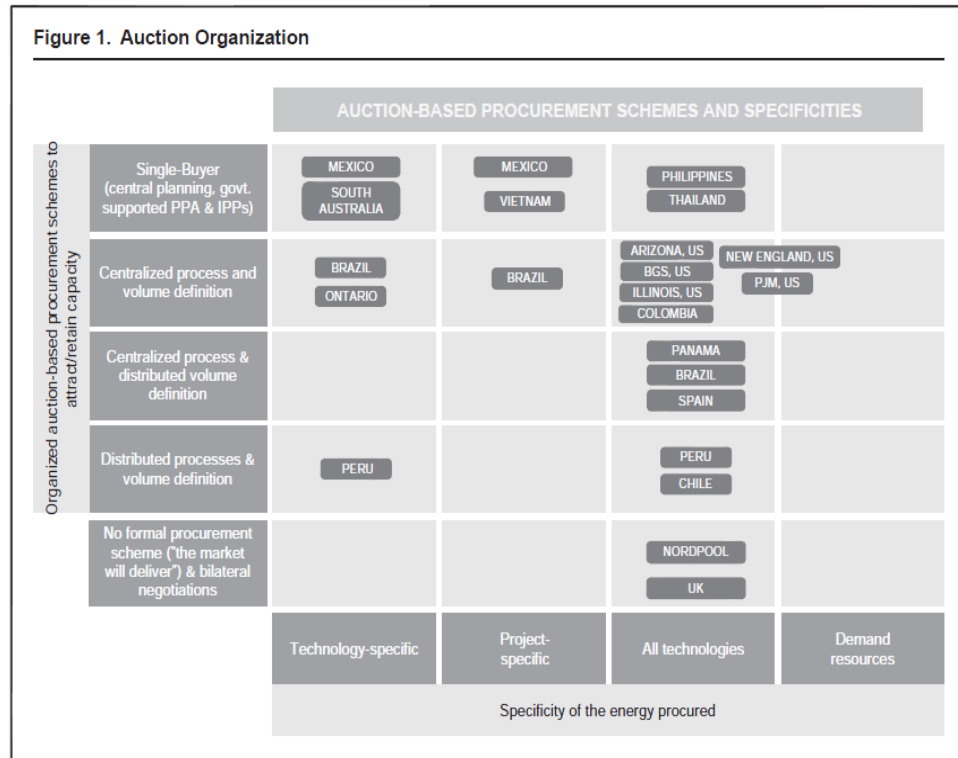 Figure 1. Auction Organization
AUCTION-BASED PROCUREMENT SCHEMES AND SPECIFICITIES
Organized auction-based procurement schemes to
attract/retain capacity
Single-Buyer
(central planning, govt.
supported PPA & IPPs)
MEXICO
SOUTH
AUSTRALIA
MEXICO
VIETNAM
PHILIPPINES
THAILAND
Centralized process and
volume definition
BRAZIL
ONTARIO
BRAZIL
ARIZONA, US
BGS, US
ILLINOIS, US
COLOMBIA
NEW ENGLAND, US
PJM, US
Centralized process &
distributed volume
definition
PANAMA
BRAZIL
SPAIN
Distributed processes &
volume definition
PERU
PERU
CHILE
No formal procurement
scheme ("the market
will deliver") & bilateral
negotiations
NORDPOOL
UK
Technology-specific
Project-
specific
All technologies
Demand
resources
Specificity of the energy procured